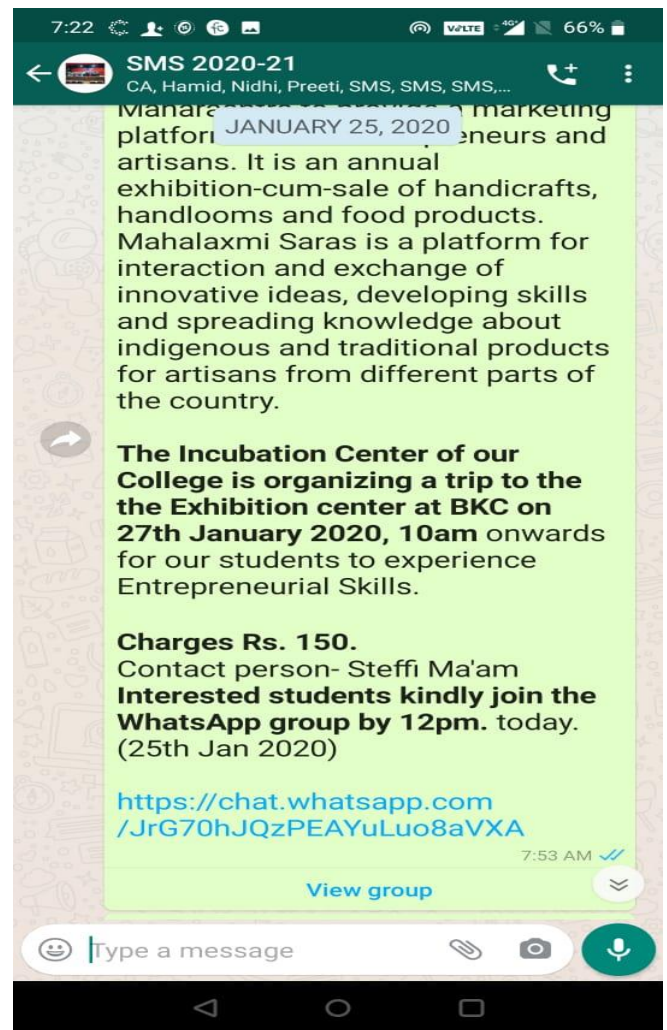 7:22 VoLTE 4G+ 66%
SMS 2020-21
CA, Hamid, Nidhi, Preeti, SMS, SMS, SMS,...
marketing
JANUARY 25, 2020
artisans. It is an annual
exhibition-cum-sale of handicrafts,
handlooms and food products.
Mahalaxmi Saras is a platform for
interaction and exchange of
innovative ideas, developing skills
and spreading knowledge about
indigenous and traditional products
for artisans from different parts of
the country.
The Incubation Center of our
College is organizing a trip to the
the Exhibition center at BKC on
27th January 2020, 10am onwards
for our students to experience
Entrepreneurial Skills.
Charges Rs. 150.
Contact person- Steffi Ma'am
Interested students kindly join the
WhatsApp group by 12pm. today.
(25th Jan 2020)
https://chat.whatsapp.com
/JrG70hJQzPEAYuLuo8aVXA
7:53 AM
View group
Type a message